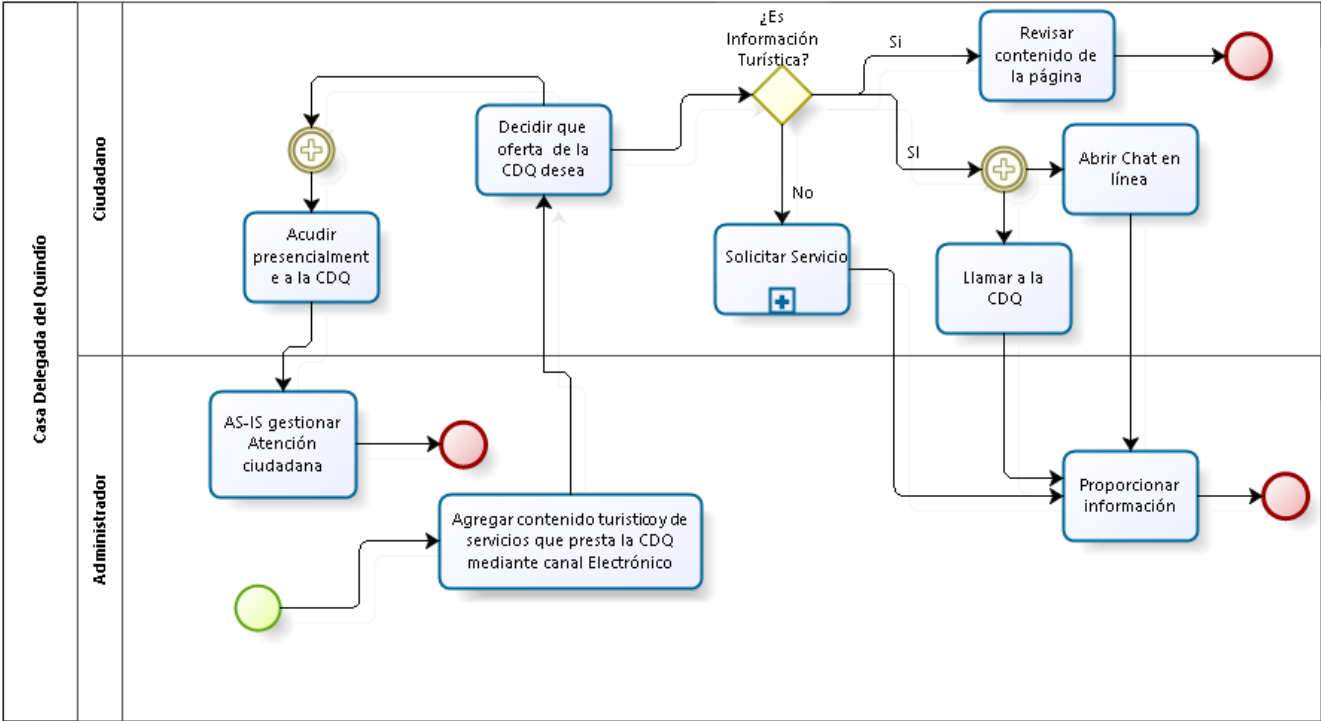 Casa Delegada del Quindío
Ciudadano
¿Es
Información
Turística?
Si
Revisar
contenido de
la página
Decidir que
oferta de la
CDQ desea
SI
Abrir Chat en
línea
No
Acudir
presencialment
e a la CDQ
Solicitar Servicio
Llamar a la
CDQ
Administrador
AS-IS gestionar
Atención
ciudadana
Agregar contenido turisticoy de
servicios que presta la CDQ
mediante canal Electrónico
Proporcionar
información